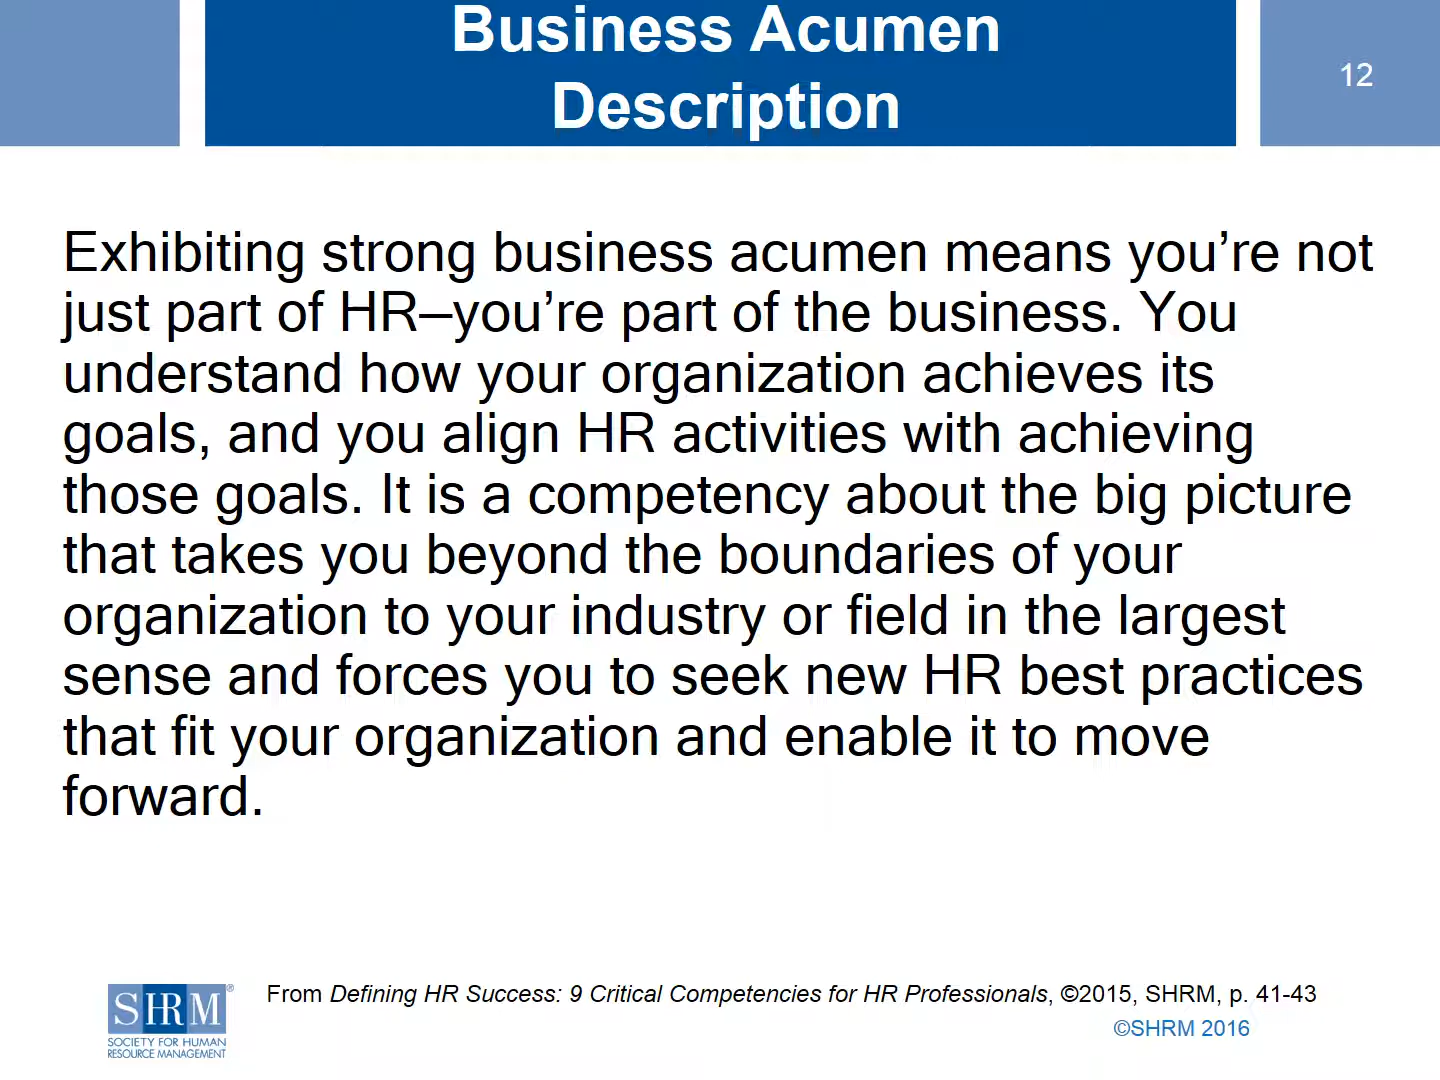 Business Acumen
Description
12
Exhibiting strong business acumen means you’re not
just part of HR—you’re part of the business. You
understand how your organization achieves its
goals, and you align HR activities with achieving
those goals. It is a competency about the big picture
that takes you beyond the boundaries of your
organization to your industry or field in the largest
sense and forces you to seek new HR best practices
that fit your organization and enable it to move
forward.
From Defining HR Success: 9 Critical Competencies for HR Professionals, ©2015, SHRM, p. 41-43
©SHRM 2016
SHRM®
SOCIETY FOR HUMAN
RESOURCE MANAGEMENT